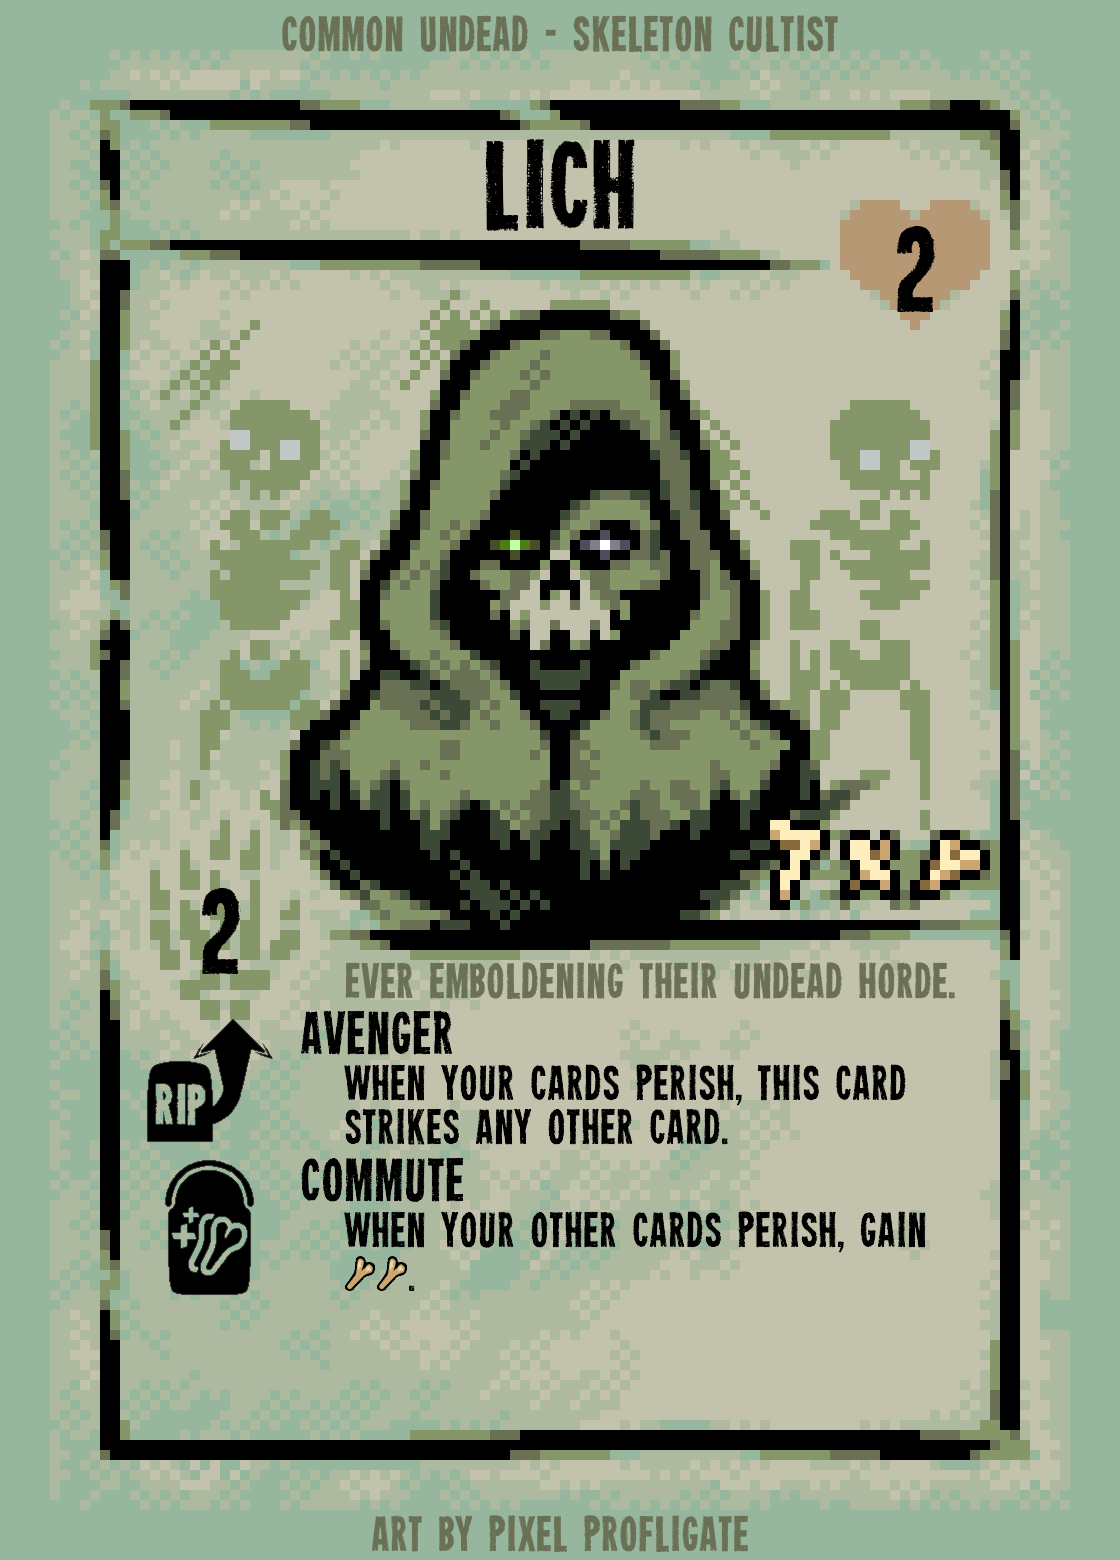 COMMON UNDEAD - SKELETON CULTIST
LICH
2
7 X
2
EVER EMBOLDENING THEIR UNDEAD HORDE.
AVENGER
WHEN YOUR CARDS PERISH, THIS CARD
STRIKES ANY OTHER CARD.
RIP
COMMUTE
WHEN YOUR OTHER CARDS PERISH, GAIN
.
ART BY PIXEL PROFLIGATE